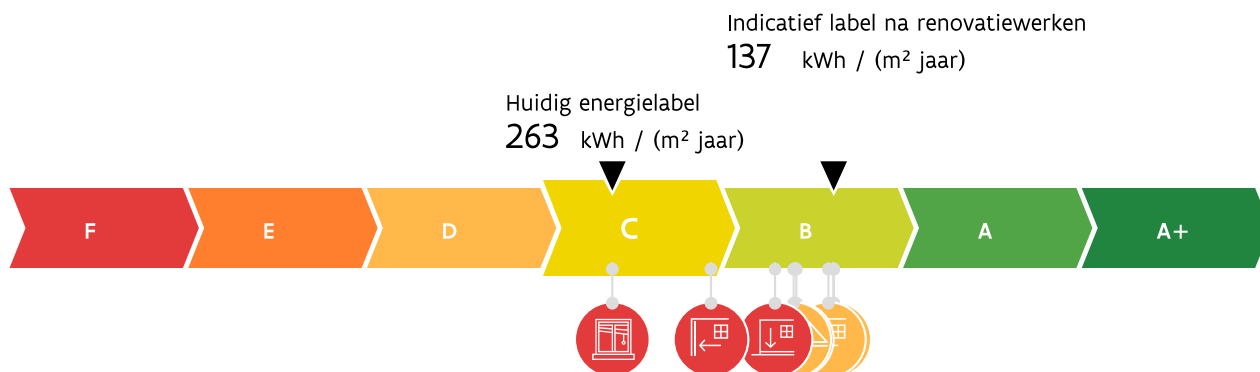 Indicatief label na renovatiewerken
137 kWh / (m² jaar)
Huidig energielabel
263 kWh / (m² jaar)
F E D C B A A+